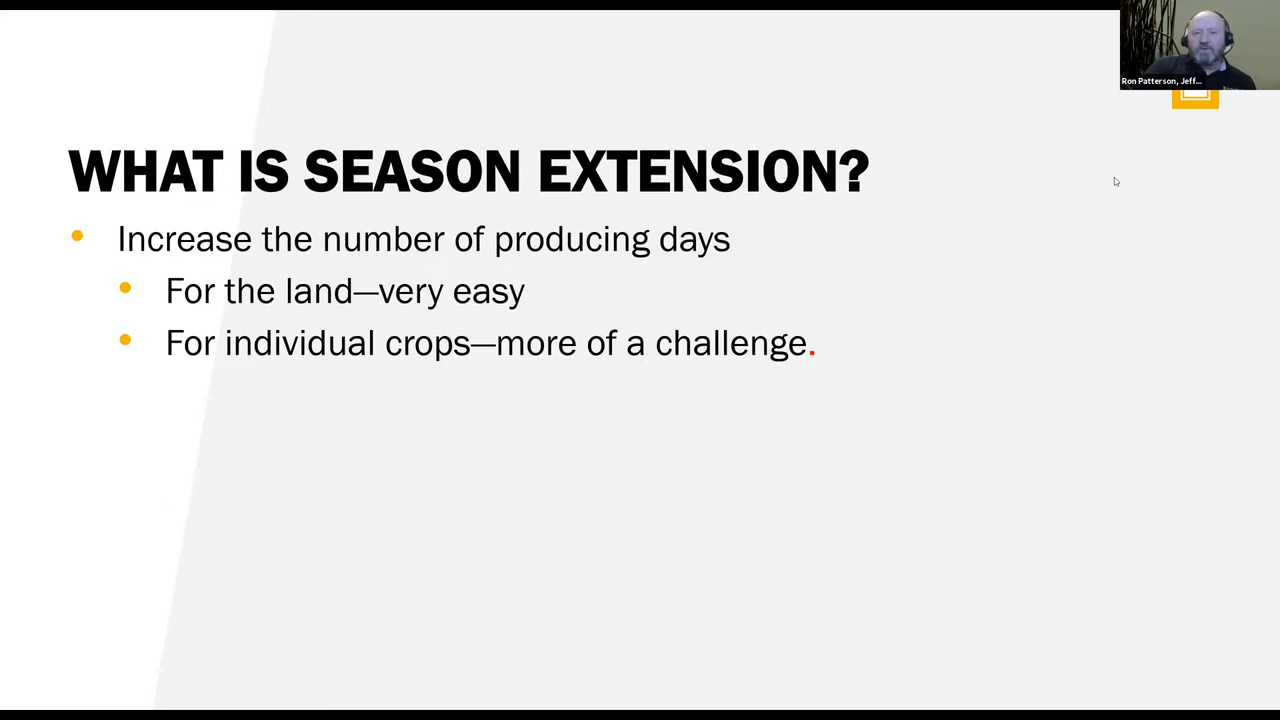 Ron Patterson, Jeff...
WHAT IS SEASON EXTENSION?
• Increase the number of producing days
• For the land—very easy
• For individual crops—more of a challenge.